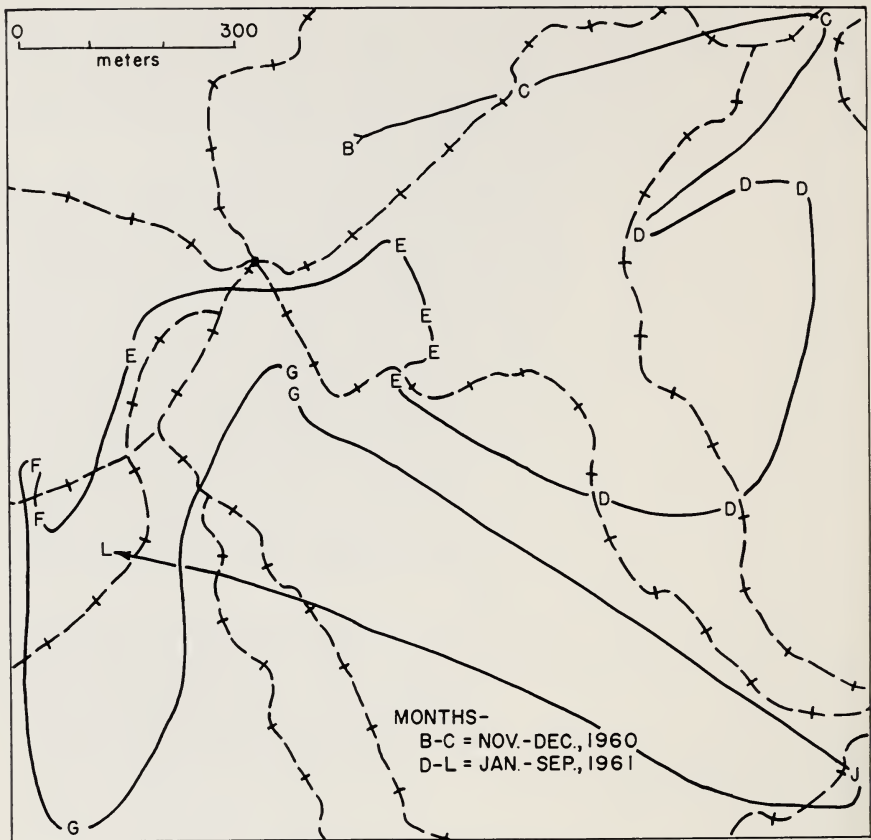 0 300
meters
C
C
B
D D
D
E
E
E
E
E
G
G
F
F
D
D
L
MONTHS-
B-C = NOV.-DEC., 1960
D-L = JAN.-SEP., 1961
J
G